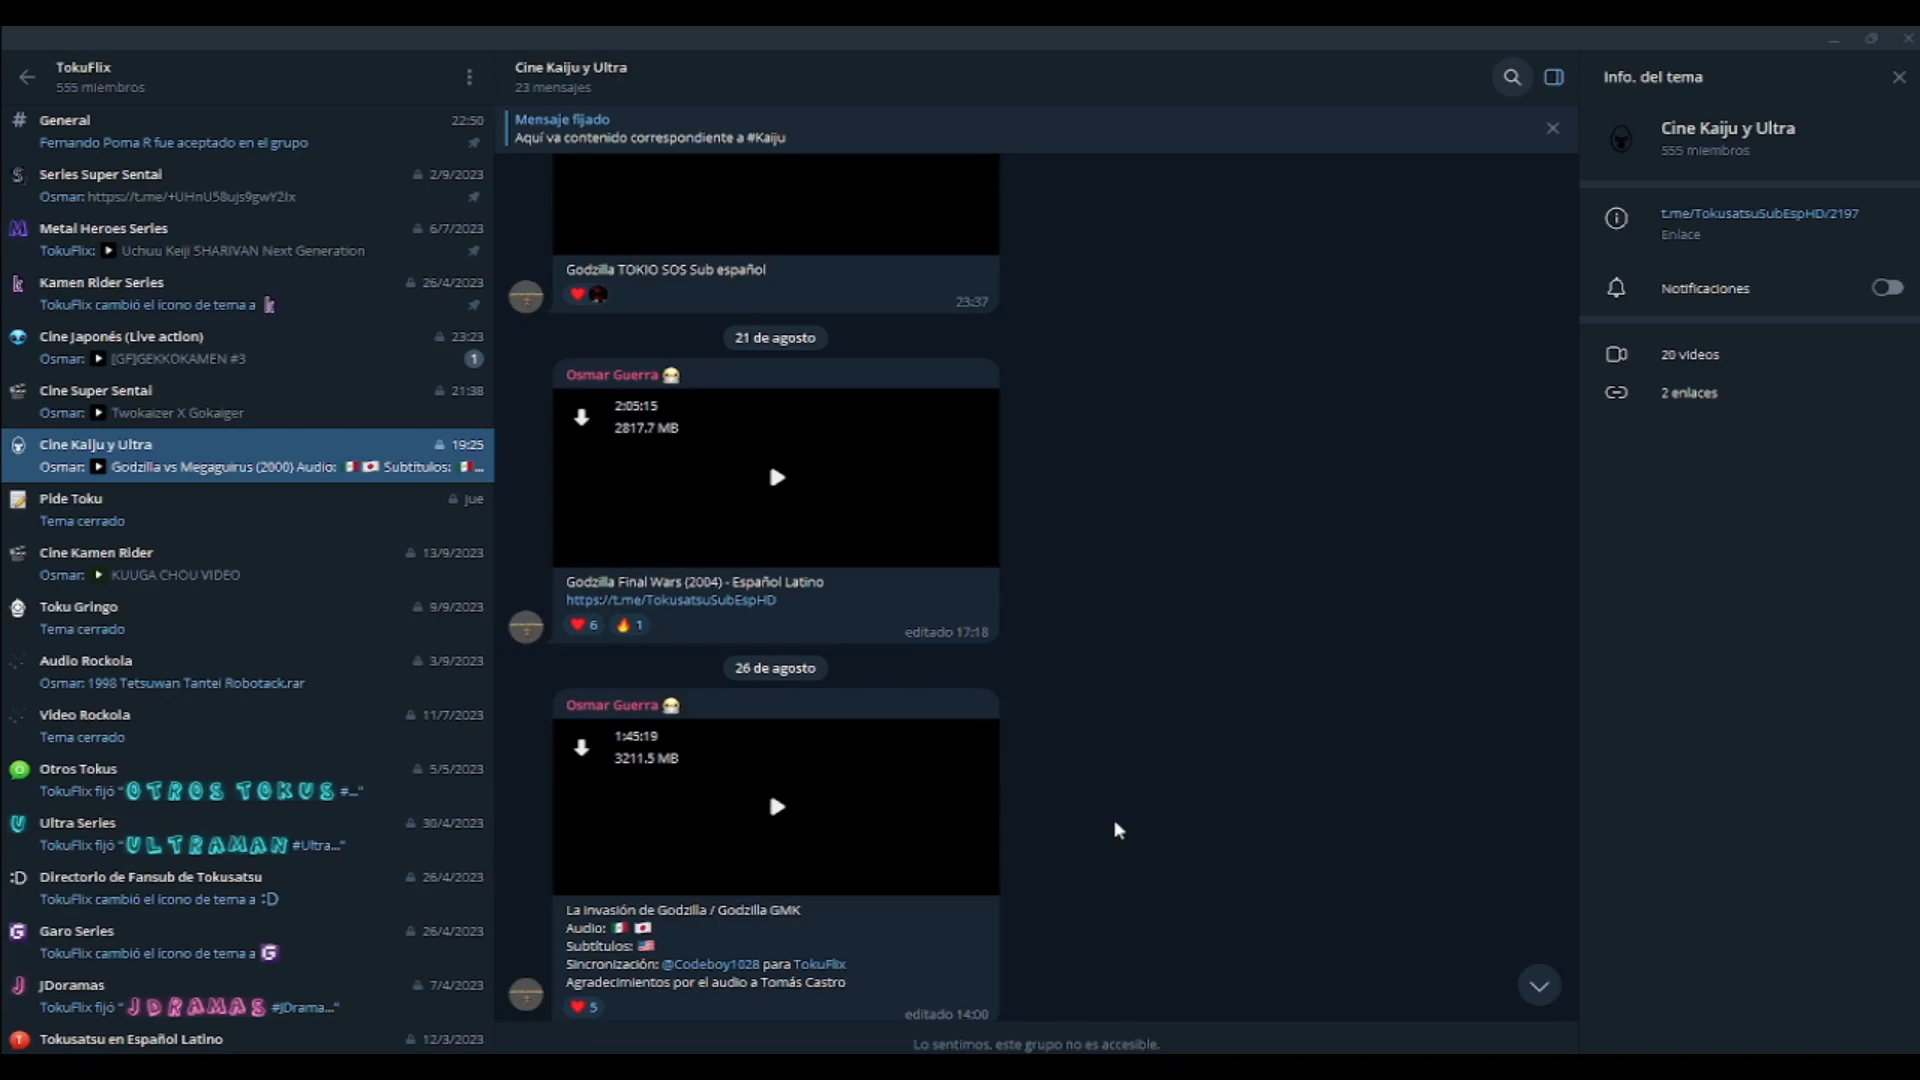 TokuFlix
555 miembros
General
22:50
Fernando Poma R fue aceptado en el grupo
Series Super Sentai
2/9/2023
Osmar: https://t.me/+UHnU58ujs9gwY2Ix
Metal Heroes Series
6/7/2023
TokuFlix: Uchuu Keiji SHARIVAN Next Generation
Kamen Rider Series
26/4/2023
TokuFlix cambió el ícono de tema a
Cine Japonés (Live action)
23:23
Osmar: [GF]GEKKOKAMEN #3
1
Cine Super Sentai
21:38
Osmar: Twokaizer X Gokaiger
Cine Kaiju y Ultra
19:25
Osmar: Godzilla vs Megaguirus (2000) Audio: 🇲🇽 🇯🇵 Subtítulos: 🇲🇽...
Pide Toku
jue
Tema cerrado
Cine Kamen Rider
13/9/2023
Osmar: KUUGA CHOU VIDEO
Toku Gringo
9/9/2023
Tema cerrado
Audio Rockola
3/9/2023
Osmar: 1998 Tetsuwan Tantei Robotack.rar
Video Rockola
11/7/2023
Tema cerrado
Otros Tokus
5/5/2023
TokuFlix fijó "OTROS TOKUS #..."
Ultra Series
30/4/2023
TokuFlix fijó "ULTRAMAN #Ultra..."
:D Directorio de Fansub de Tokusatsu
26/4/2023
TokuFlix cambió el ícono de tema a :D
Garo Series
26/4/2023
TokuFlix cambió el ícono de tema a G
JDoramas
7/4/2023
TokuFlix fijó "JDRAMAS #JDrama..."
Tokusatsu en Español Latino
12/3/2023
Cine Kaiju y Ultra
23 mensajes
Mensaje fijado
Aquí va contenido correspondiente a #Kaiju
Godzilla TOKIO SOS Sub español
23:37
21 de agosto
Osmar Guerra
2:05:15
2817.7 MB
Godzilla Final Wars (2004) - Español Latino
https://t.me/TokusatsuSubEspHD
6 1
editado 17:18
26 de agosto
Osmar Guerra
1:45:19
3211.5 MB
La invasión de Godzilla / Godzilla GMK
Audio: 🇲🇽 🇯🇵
Subtítulos: 🇺🇸
Sincronización: @Codeboy1028 para TokuFlix
Agradecimientos por el audio a Tomás Castro
5
editado 14:00
Lo sentimos, este grupo no es accesible.
Info. del tema
Cine Kaiju y Ultra
555 miembros
t.me/TokusatsuSubEspHD/2197
Enlace
Notificaciones
20 videos
2 enlaces